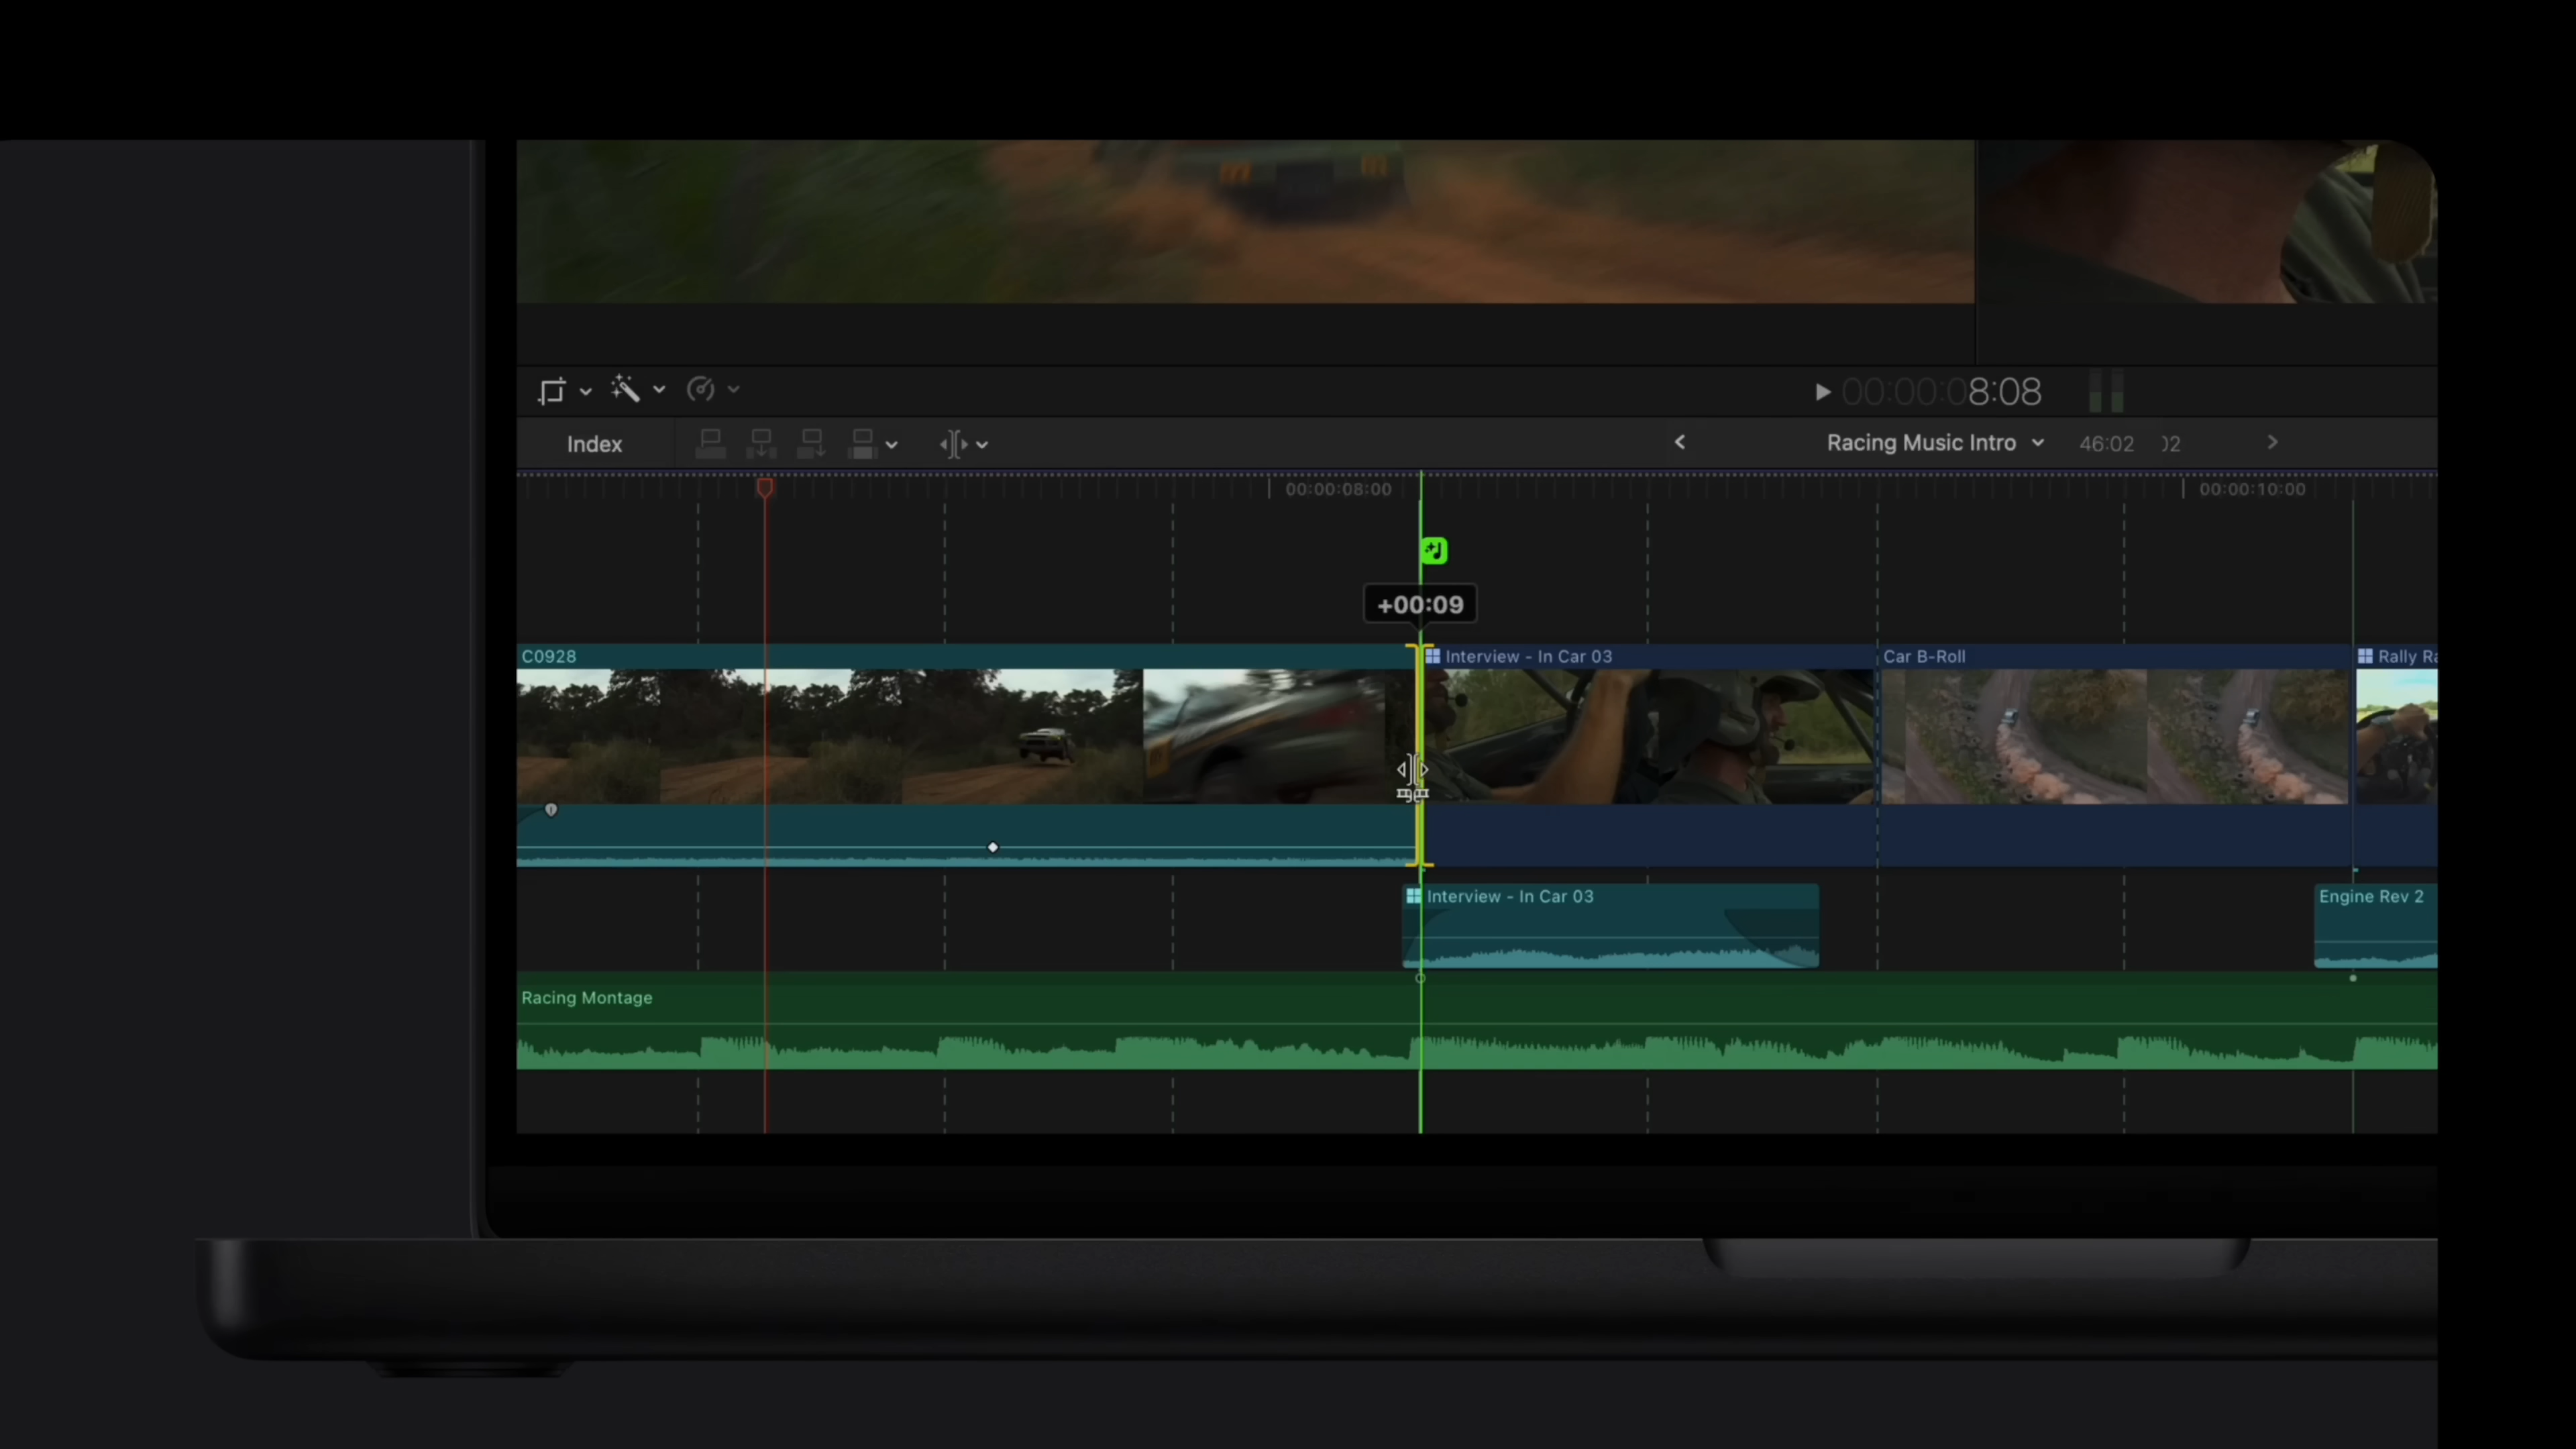 00:00:08:08
Index
Racing Music Intro
46:02
00:00:08:00
00:00:10:00
+00:09
C0928
Interview - In Car 03
Car B-Roll
Rally
Interview - In Car 03
Engine Rev 2
Racing Montage